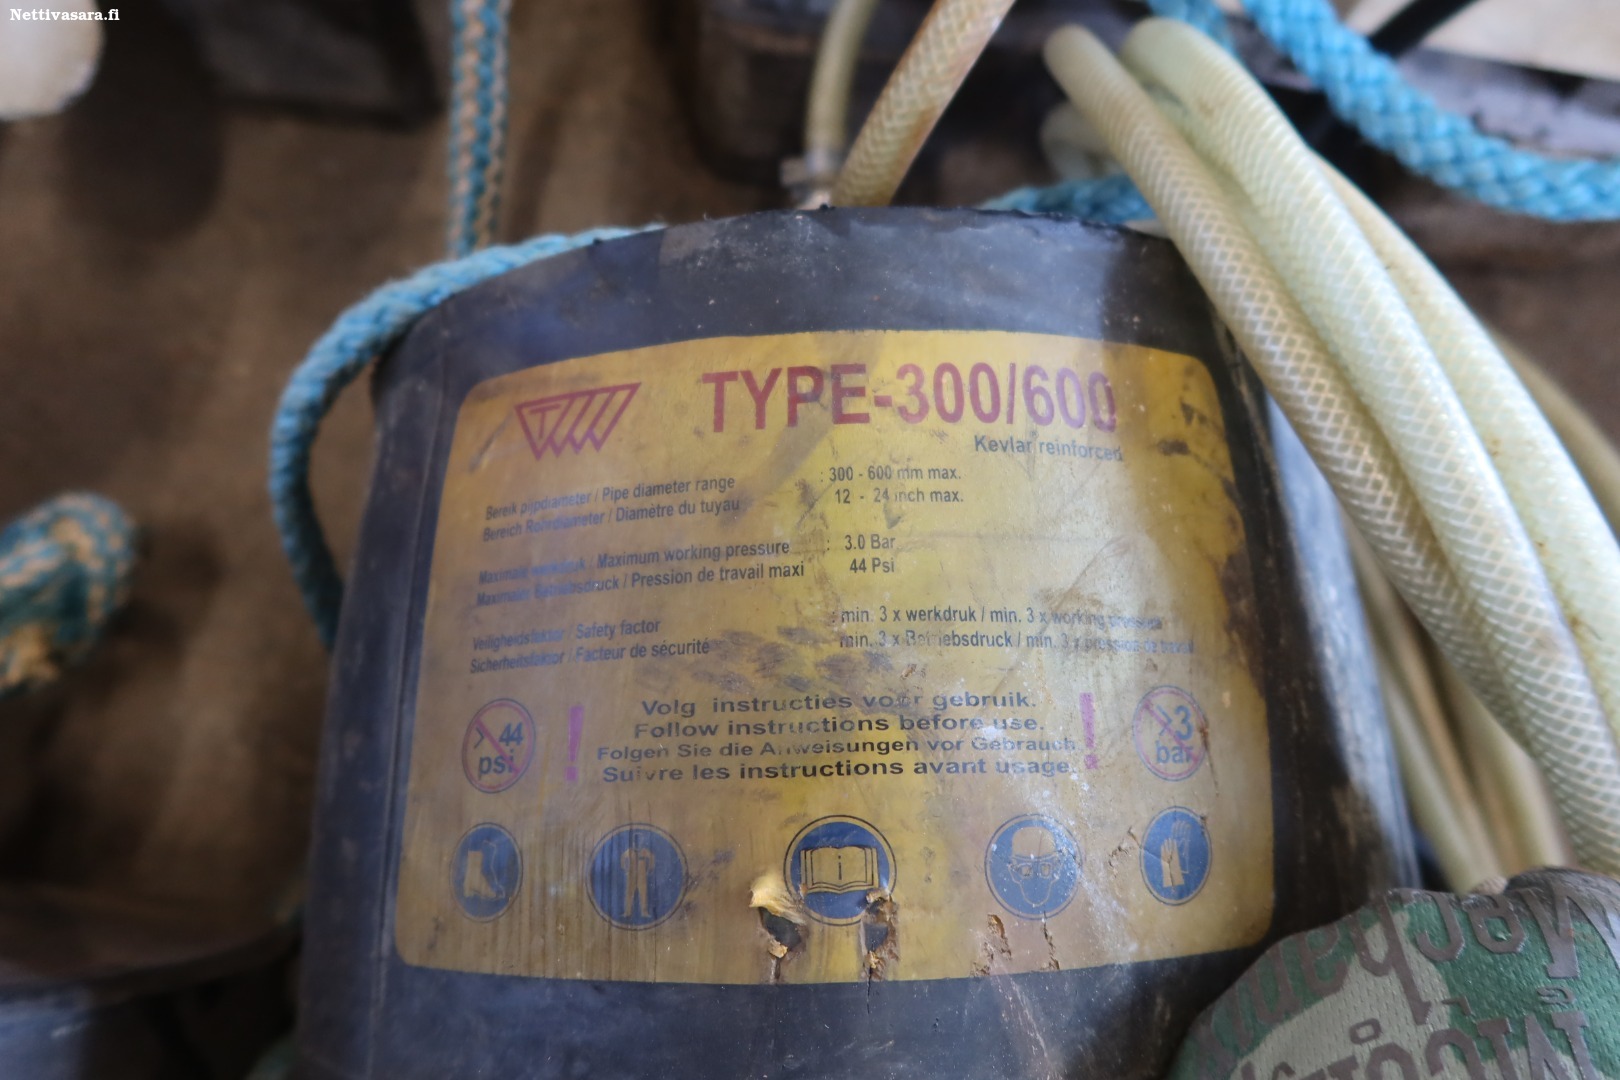 Nettivasara.fi
T
TYPE-300/600
Kevlar reinforced
Bereik pijpdiameter / Pipe diameter range : 300 - 600 mm max.
Bereich Rohrdiameter / Diamètre du tuyau 12 - 24 inch max.
Maximale werkdruk / Maximum working pressure : 3.0 Bar
Maximale Betriebsdruck / Pression de travail maxi 44 Psi
Veiligheidsfaktor / Safety factor : min. 3 x werkdruk / min. 3 x working pressure
Sicherheitsfaktor / Facteur de sécurité min. 3 x Betriebsdruck / min. 3 x pression de travail
> 44
psi
!
Volg instructies voor gebruik.
Follow instructions before use.
Folgen Sie die Anweisungen vor Gebrauch.
Suivre les instructions avant usage.
!
>3
bar
i